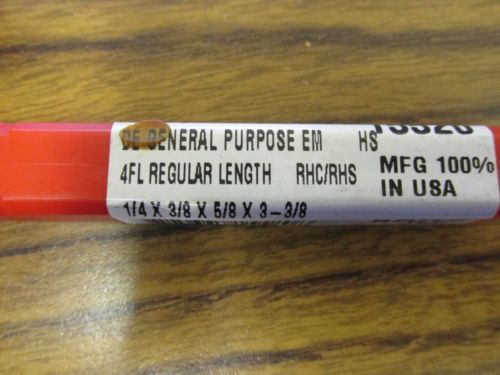 DE GENERAL PURPOSE EM HS
4FL REGULAR LENGTH RHC/RHS
1/4 X 3/8 X 5/8 X 3-3/8
MFG 100%
IN USA